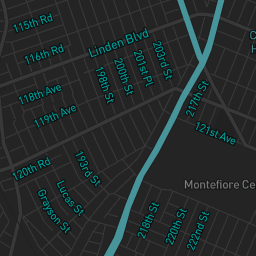 115th Rd
116th Rd
Linden Blvd
118th Ave
119th Ave
198th St
200th St
201st Pl
203rd St
217th St
121st Ave
120th Rd
193rd St
Lucas St
Grayson St
Montefiore Ce
218th St
220th St
222nd St